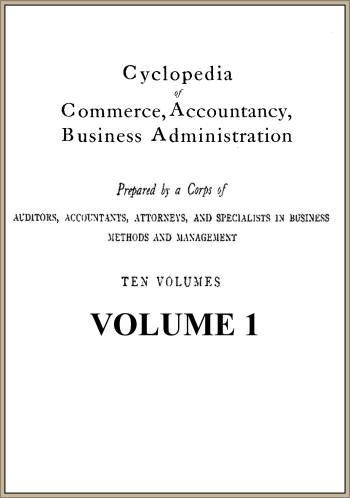 Cyclopedia
of
Commerce, Accountancy,
Business Administration
Prepared by a Corps of
AUDITORS, ACCOUNTANTS, ATTORNEYS, AND SPECIALISTS IN BUSINESS
METHODS AND MANAGEMENT
TEN VOLUMES
VOLUME 1